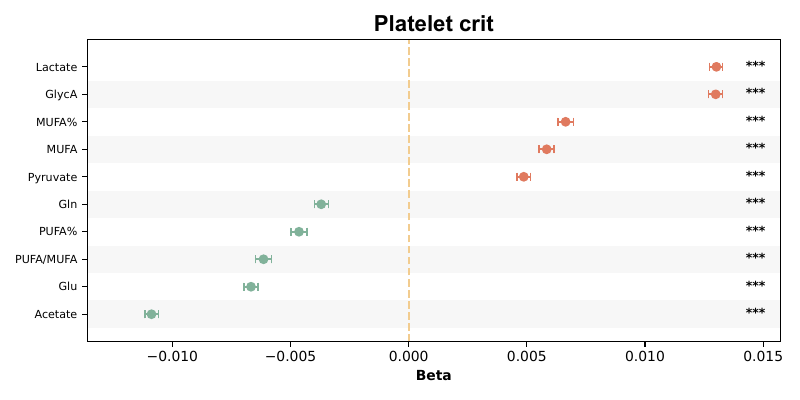 Platelet crit
Lactate ***
GlycA ***
MUFA% ***
MUFA ***
Pyruvate ***
Gln ***
PUFA% ***
PUFA/MUFA ***
Glu ***
Acetate ***
−0.010 −0.005 0.000 0.005 0.010 0.015
Beta